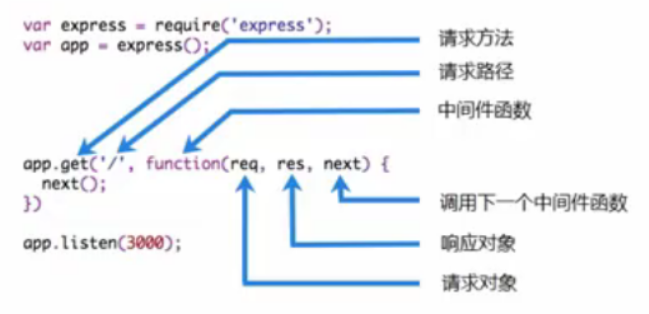 var express = require('express');
var app = express();
请求方法
请求路径
中间件函数
app.get('/', function(req, res, next) {
next();
})
调用下一个中间件函数
app.listen(3000);
响应对象
请求对象